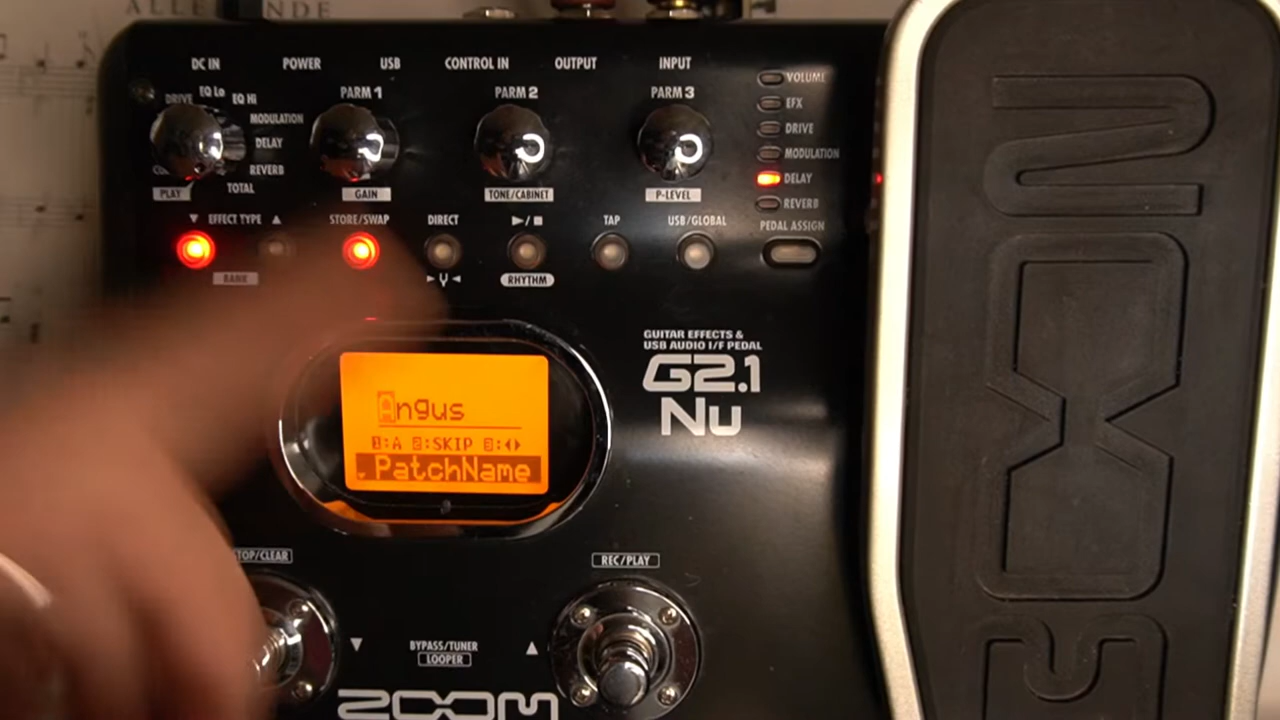 ALLEMANDE
DC IN POWER USB CONTROL IN OUTPUT INPUT
DRIVE EQ Lo EQ Hi
MODULATION
DELAY
REVERB
TOTAL
PLAY
PARM 1 PARM 2 PARM 3
GAIN TONE/CABINET P-LEVEL
VOLUME
EFX
DRIVE
MODULATION
DELAY
REVERB
PEDAL ASSIGN
▼ EFFECT TYPE ▲ STORE/SWAP DIRECT ▶/■ TAP USB/GLOBAL
BANK RHYTHM
GUITAR EFFECTS &
USB AUDIO I/F PEDAL
G2.1
Nu
Angus
1:A 2:SKIP 3:◂▸
PatchName
TOP/CLEAR REC/PLAY
▼ BYPASS/TUNER ▲
LOOPER
ZOOM
ZOOM